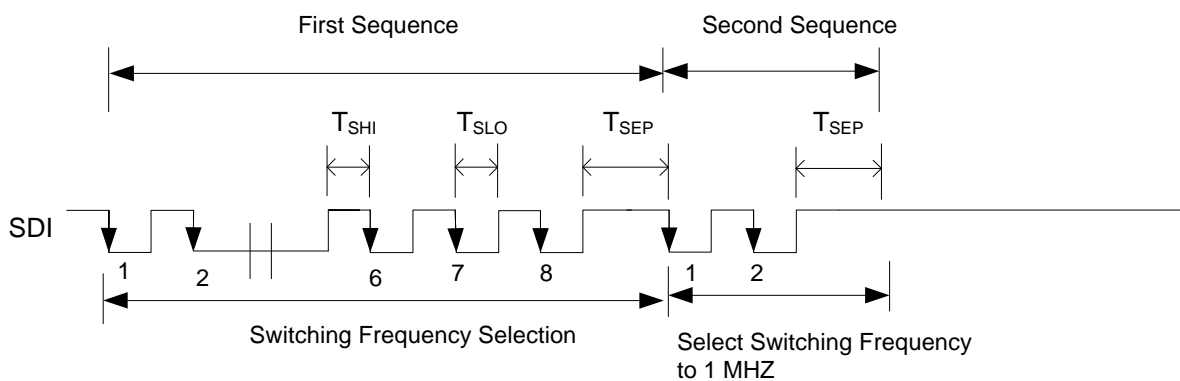 First Sequence
Second Sequence
TSHI
TSLO
TSEP
TSEP
SDI
1
2
6
7
8
1
2
Switching Frequency Selection
Select Switching Frequency
to 1 MHZ